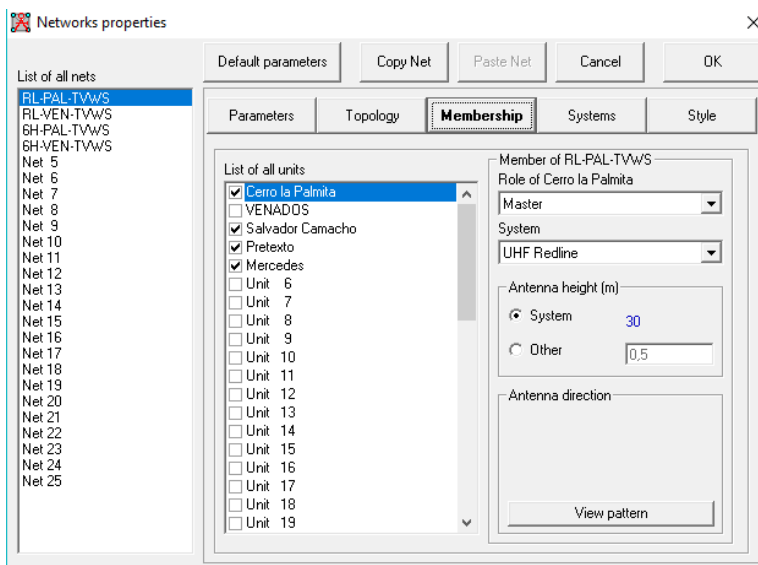 Networks properties
Default parameters
Copy Net
Paste Net
Cancel
OK
List of all nets
RL-PAL-TVWS
RL-VEN-TVWS
6H-PAL-TVWS
6H-VEN-TVWS
Net 5
Net 6
Net 7
Net 8
Net 9
Net 10
Net 11
Net 12
Net 13
Net 14
Net 15
Net 16
Net 17
Net 18
Net 19
Net 20
Net 21
Net 22
Net 23
Net 24
Net 25
Parameters
Topology
Membership
Systems
Style
List of all units
Cerro la Palmita
VENADOS
Salvador Camacho
Pretexto
Mercedes
Unit 6
Unit 7
Unit 8
Unit 9
Unit 10
Unit 11
Unit 12
Unit 13
Unit 14
Unit 15
Unit 16
Unit 17
Unit 18
Unit 19
Member of RL-PAL-TVWS
Role of Cerro la Palmita
Master
System
UHF Redline
Antenna height (m)
System 30
Other 0,5
Antenna direction
View pattern